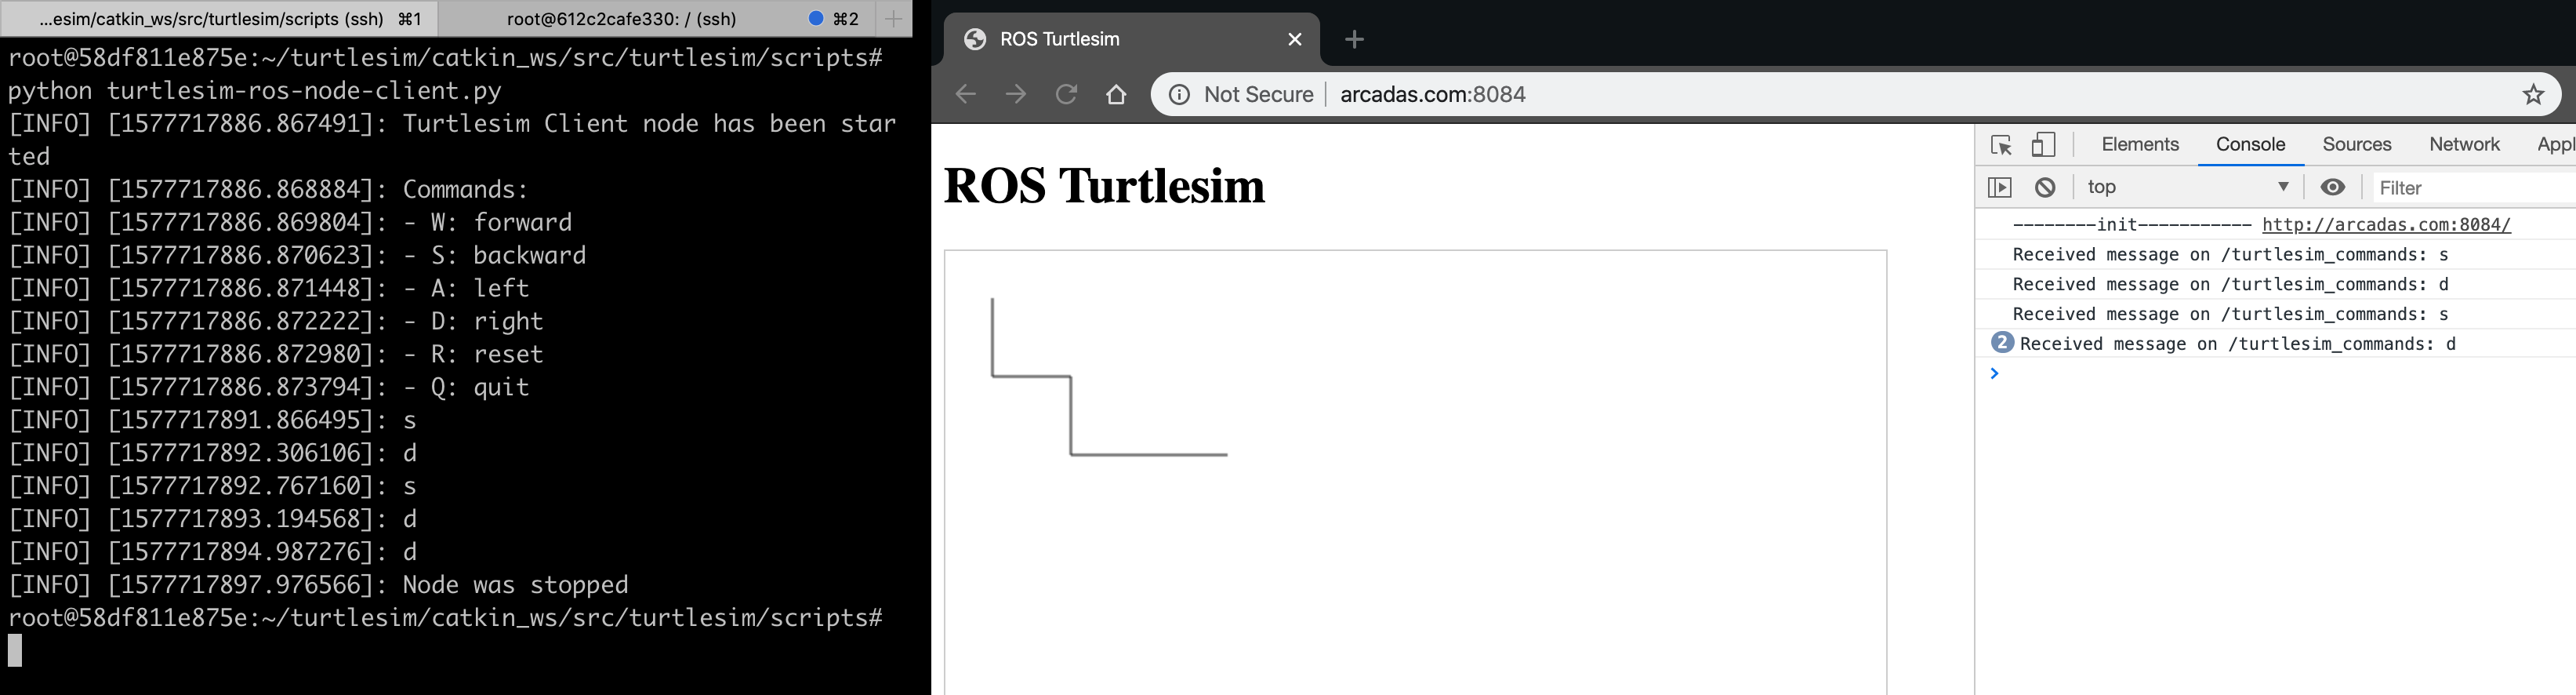 ...esim/catkin_ws/src/turtlesim/scripts (ssh) ⌘1
root@612c2cafe330: / (ssh) ⌘2
root@58df811e875e:~/turtlesim/catkin_ws/src/turtlesim/scripts#
python turtlesim-ros-node-client.py
[INFO] [1577717886.867491]: Turtlesim Client node has been star
ted
[INFO] [1577717886.868884]: Commands:
[INFO] [1577717886.869804]: - W: forward
[INFO] [1577717886.870623]: - S: backward
[INFO] [1577717886.871448]: - A: left
[INFO] [1577717886.872222]: - D: right
[INFO] [1577717886.872980]: - R: reset
[INFO] [1577717886.873794]: - Q: quit
[INFO] [1577717891.866495]: s
[INFO] [1577717892.306106]: d
[INFO] [1577717892.767160]: s
[INFO] [1577717893.194568]: d
[INFO] [1577717894.987276]: d
[INFO] [1577717897.976566]: Node was stopped
root@58df811e875e:~/turtlesim/catkin_ws/src/turtlesim/scripts#
ROS Turtlesim
Not Secure arcadas.com:8084
ROS Turtlesim
Elements Console Sources Network Appl
top Filter
--------init----------- http://arcadas.com:8084/
Received message on /turtlesim_commands: s
Received message on /turtlesim_commands: d
Received message on /turtlesim_commands: s
2 Received message on /turtlesim_commands: d